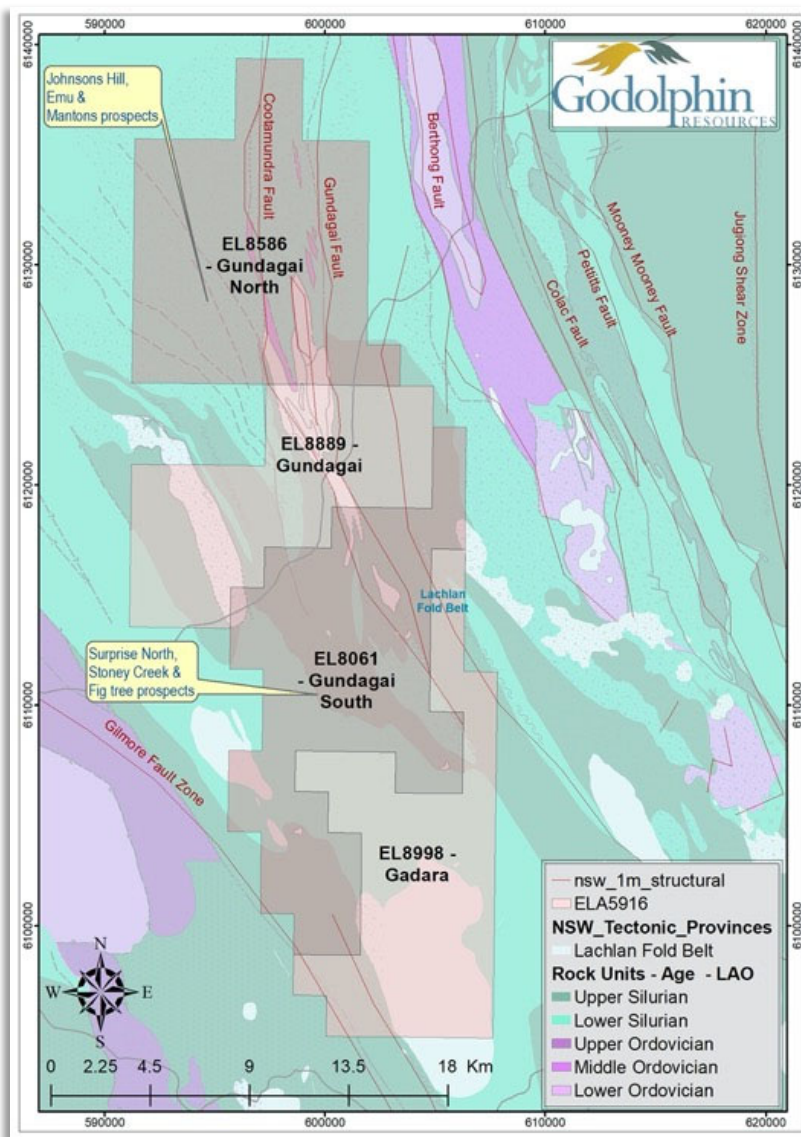 590000
600000
610000
620000
6140000
6140000
Godolphin
RESOURCES
Johnsons Hill,
Emu &
Mantons prospects
Cootamundra Fault
Gundagai Fault
Berthong Fault
Colac Fault
Pettitts Fault
Mooney Mooney Fault
Jugiong Shear Zone
EL8586
- Gundagai
North
6130000
6130000
EL8889 -
Gundagai
6120000
6120000
Lachlan
Fold Belt
Surprise North,
Stoney Creek &
Fig tree prospects
EL8061
- Gundagai
South
6110000
6110000
Gilmore Fault Zone
EL8998 -
Gadara
6100000
6100000
N
W
E
S
0 2.25 4.5 9 13.5 18 Km
nsw_1m_structural
ELA5916
NSW_Tectonic_Provinces
Lachlan Fold Belt
Rock Units - Age - LAO
Upper Silurian
Lower Silurian
Upper Ordovician
Middle Ordovician
Lower Ordovician
590000
600000
610000
620000